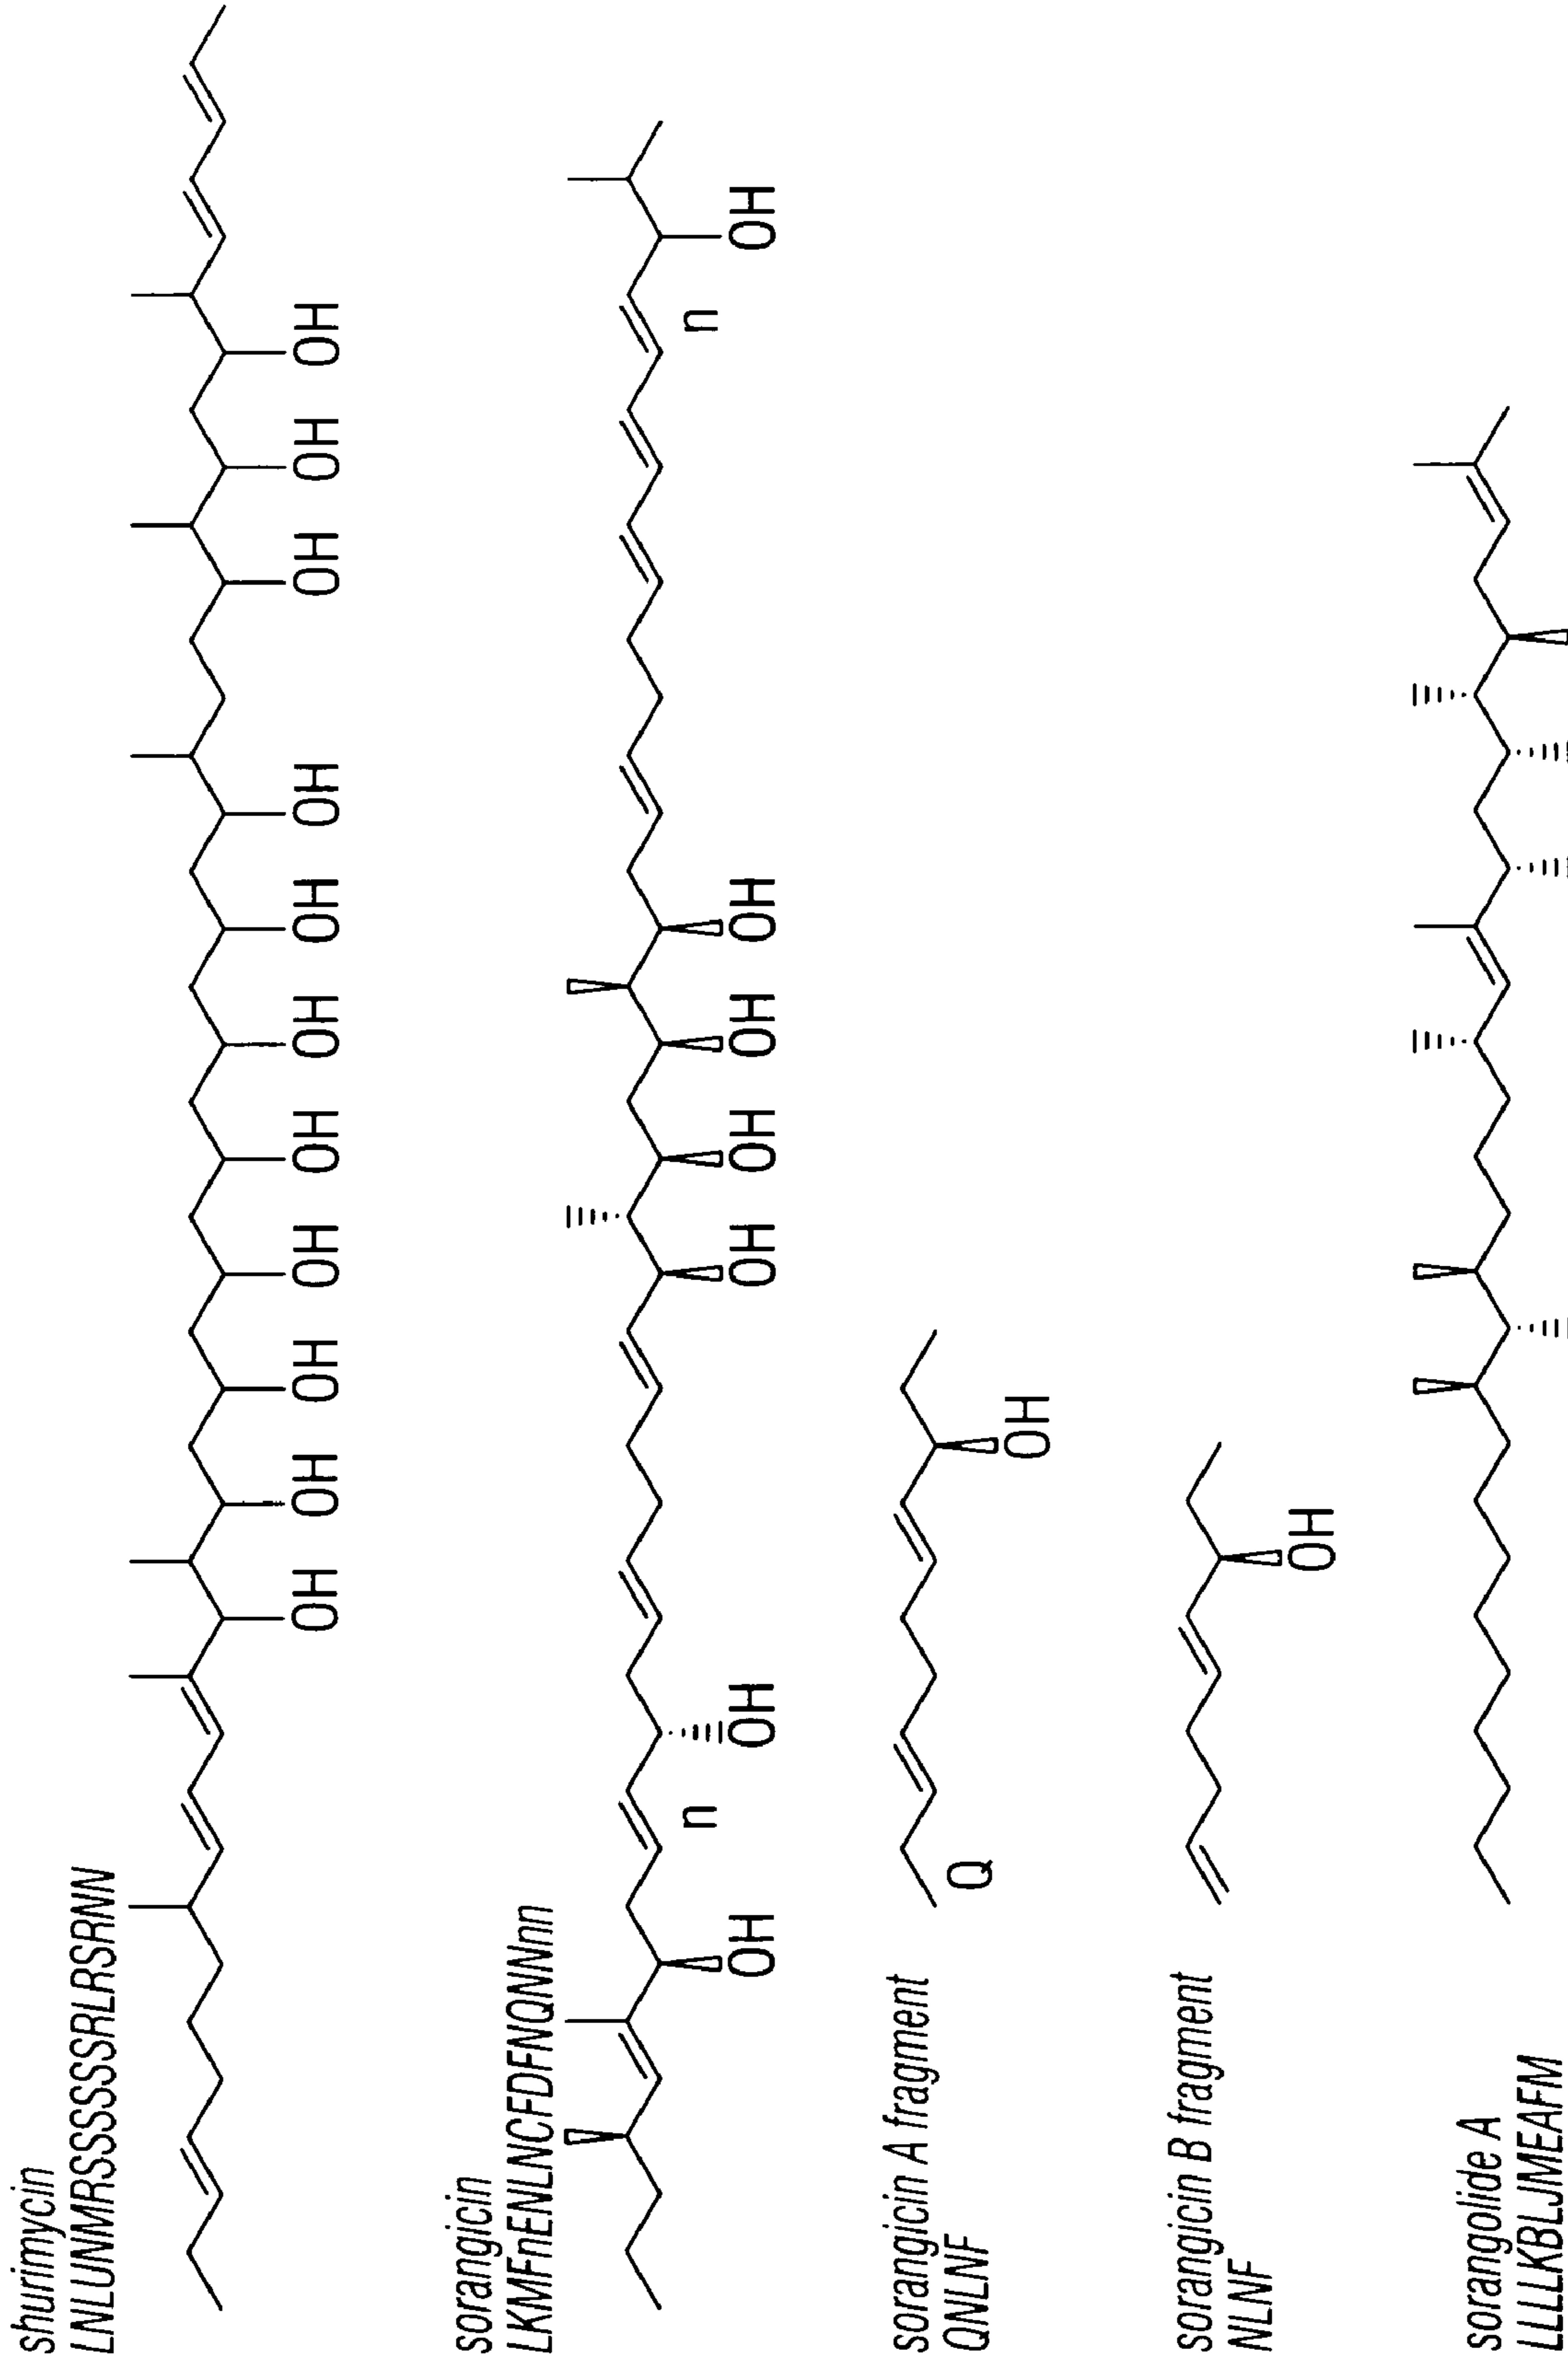 shurimycin
LNLUNMRSSSSSSRLRSRNN
OH OH OH OH OH OH OH OH OH OH OH
sorangicin
LKMFnENLNCFDFNQNNnn
OH n OH OH OH OH OH n OH
sorangicin A fragment
QNLNF
Q OH
sorangicin B fragment
NLNF
OH
sorangolide A
LLLLKBLJMEAFM